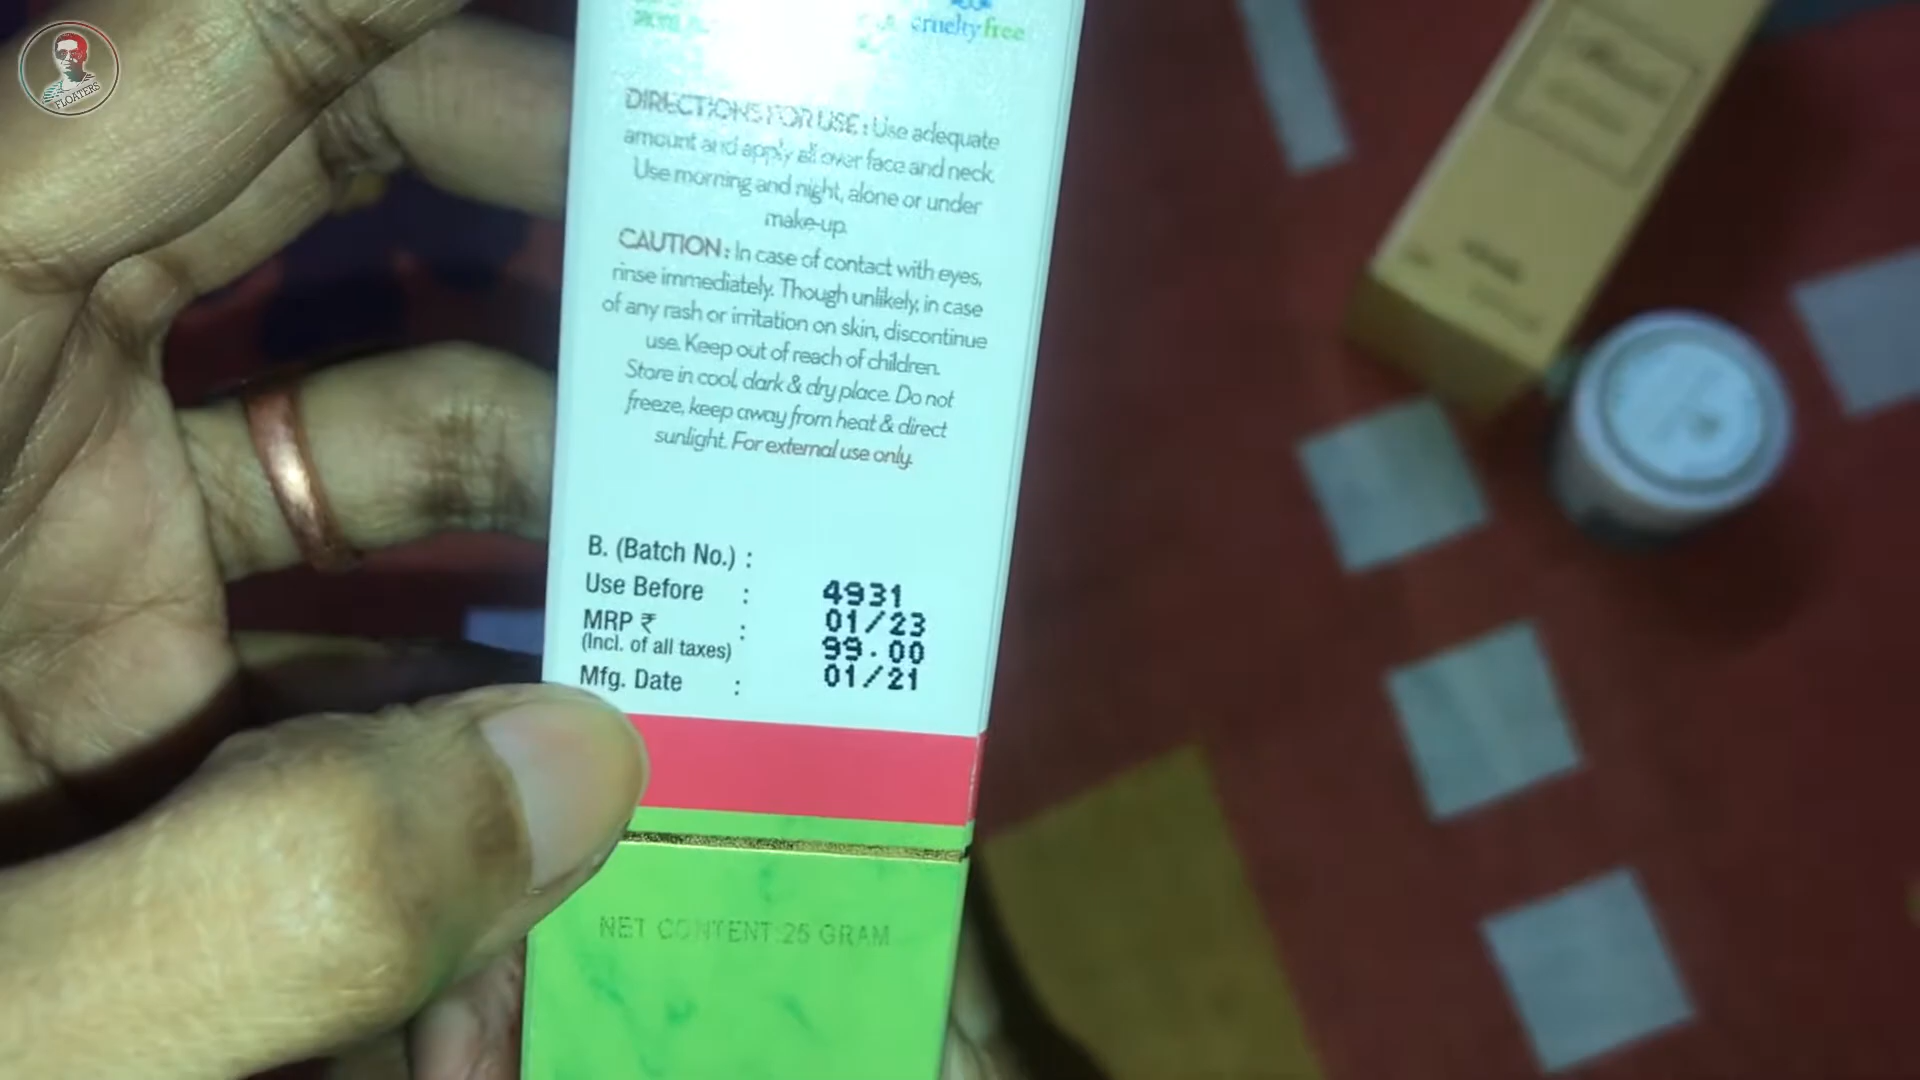 FLOATERS
crueltyfree
DIRECTIONS FOR USE : Use adequate
amount and apply all over face and neck.
Use morning and night, alone or under
make-up.
CAUTION : In case of contact with eyes,
rinse immediately. Though unlikely, in case
of any rash or irritation on skin, discontinue
use. Keep out of reach of children.
Store in cool, dark & dry place. Do not
freeze, keep away from heat & direct
sunlight. For external use only.
B. (Batch No.) : 4931
Use Before : 01/23
MRP ₹ : 99.00
(Incl. of all taxes)
Mfg. Date : 01/21
NET CONTENT:25 GRAM